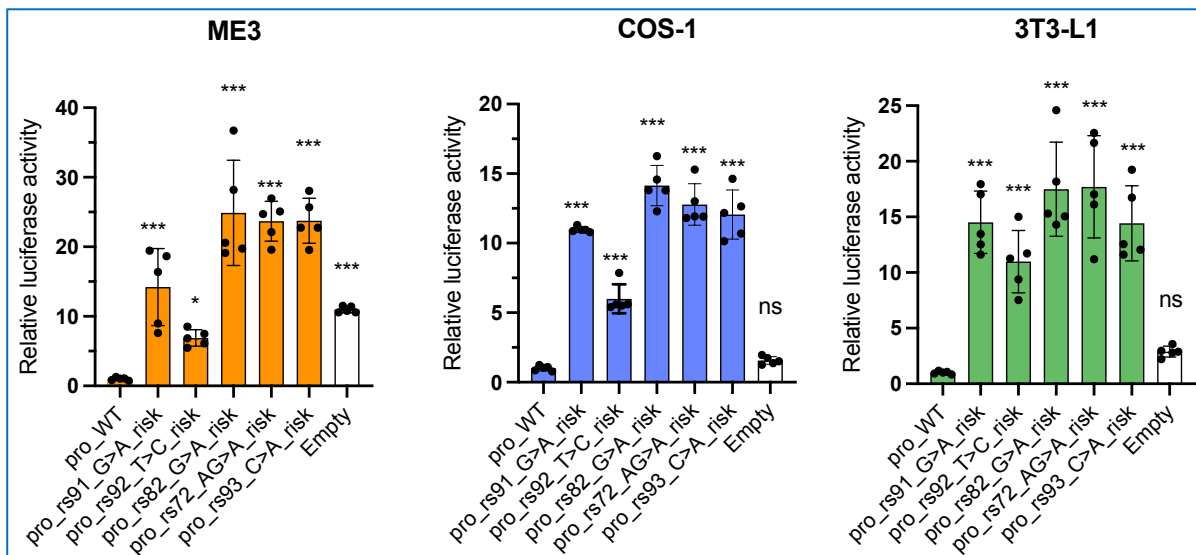 ME3
COS-1
3T3-L1
Relative luciferase activity
40
30
20
10
0
***
*
***
***
***
***
pro_WT
pro_rs91_G>A_risk
pro_rs92_T>C_risk
pro_rs82_G>A_risk
pro_rs72_AG>A_risk
pro_rs93_C>A_risk
Empty
Relative luciferase activity
20
15
10
5
0
***
***
***
***
***
ns
pro_WT
pro_rs91_G>A_risk
pro_rs92_T>C_risk
pro_rs82_G>A_risk
pro_rs72_AG>A_risk
pro_rs93_C>A_risk
Empty
Relative luciferase activity
25
20
15
10
5
0
***
***
***
***
***
ns
pro_WT
pro_rs91_G>A_risk
pro_rs92_T>C_risk
pro_rs82_G>A_risk
pro_rs72_AG>A_risk
pro_rs93_C>A_risk
Empty